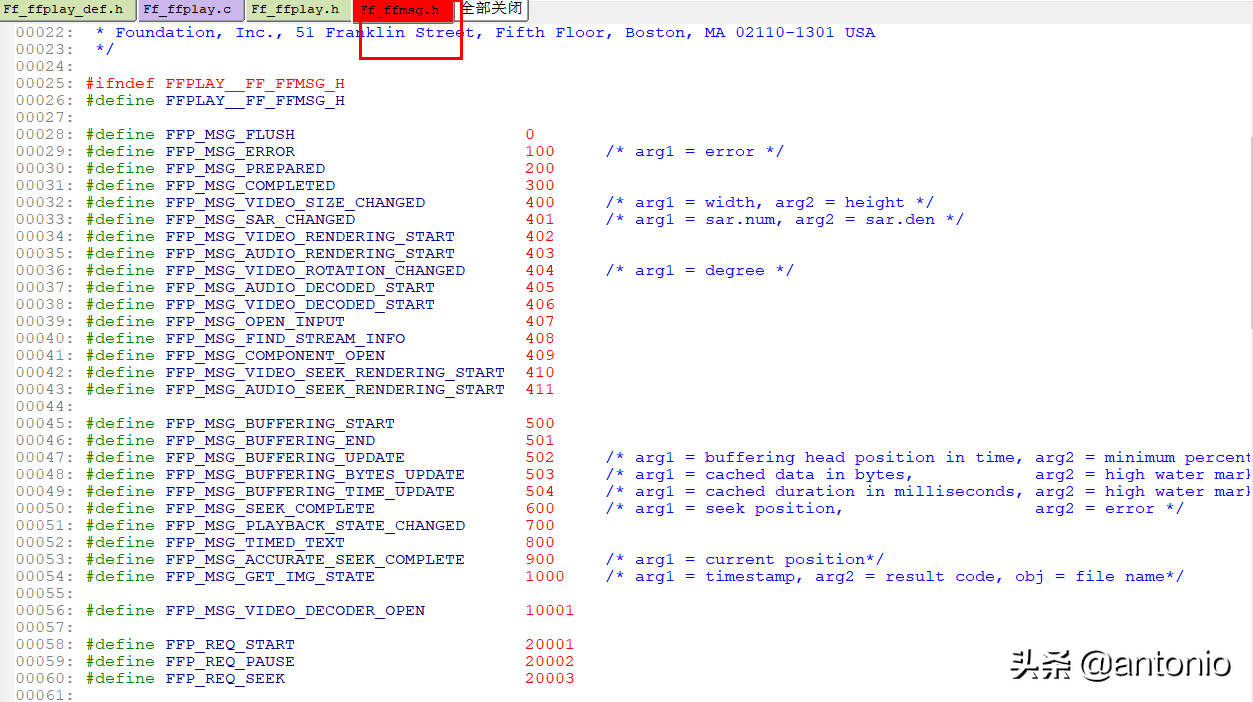 Ff_ffplay_def.h Ff_ffplay.c Ff_ffplay.h Ff_ffmsg.h 全部关闭
00022: * Foundation, Inc., 51 Franklin Street, Fifth Floor, Boston, MA 02110-1301 USA
00023: */
00024:
00025: #ifndef FFPLAY__FF_FFMSG_H
00026: #define FFPLAY__FF_FFMSG_H
00027:
00028: #define FFP_MSG_FLUSH 0
00029: #define FFP_MSG_ERROR 100 /* arg1 = error */
00030: #define FFP_MSG_PREPARED 200
00031: #define FFP_MSG_COMPLETED 300
00032: #define FFP_MSG_VIDEO_SIZE_CHANGED 400 /* arg1 = width, arg2 = height */
00033: #define FFP_MSG_SAR_CHANGED 401 /* arg1 = sar.num, arg2 = sar.den */
00034: #define FFP_MSG_VIDEO_RENDERING_START 402
00035: #define FFP_MSG_AUDIO_RENDERING_START 403
00036: #define FFP_MSG_VIDEO_ROTATION_CHANGED 404 /* arg1 = degree */
00037: #define FFP_MSG_AUDIO_DECODED_START 405
00038: #define FFP_MSG_VIDEO_DECODED_START 406
00039: #define FFP_MSG_OPEN_INPUT 407
00040: #define FFP_MSG_FIND_STREAM_INFO 408
00041: #define FFP_MSG_COMPONENT_OPEN 409
00042: #define FFP_MSG_VIDEO_SEEK_RENDERING_START 410
00043: #define FFP_MSG_AUDIO_SEEK_RENDERING_START 411
00044:
00045: #define FFP_MSG_BUFFERING_START 500
00046: #define FFP_MSG_BUFFERING_END 501
00047: #define FFP_MSG_BUFFERING_UPDATE 502 /* arg1 = buffering head position in time, arg2 = minimum percent
00048: #define FFP_MSG_BUFFERING_BYTES_UPDATE 503 /* arg1 = cached data in bytes, arg2 = high water mark
00049: #define FFP_MSG_BUFFERING_TIME_UPDATE 504 /* arg1 = cached duration in milliseconds, arg2 = high water mark
00050: #define FFP_MSG_SEEK_COMPLETE 600 /* arg1 = seek position, arg2 = error */
00051: #define FFP_MSG_PLAYBACK_STATE_CHANGED 700
00052: #define FFP_MSG_TIMED_TEXT 800
00053: #define FFP_MSG_ACCURATE_SEEK_COMPLETE 900 /* arg1 = current position*/
00054: #define FFP_MSG_GET_IMG_STATE 1000 /* arg1 = timestamp, arg2 = result code, obj = file name*/
00055:
00056: #define FFP_MSG_VIDEO_DECODER_OPEN 10001
00057:
00058: #define FFP_REQ_START 20001
00059: #define FFP_REQ_PAUSE 20002
00060: #define FFP_REQ_SEEK 20003
00061:
头条 @antonio